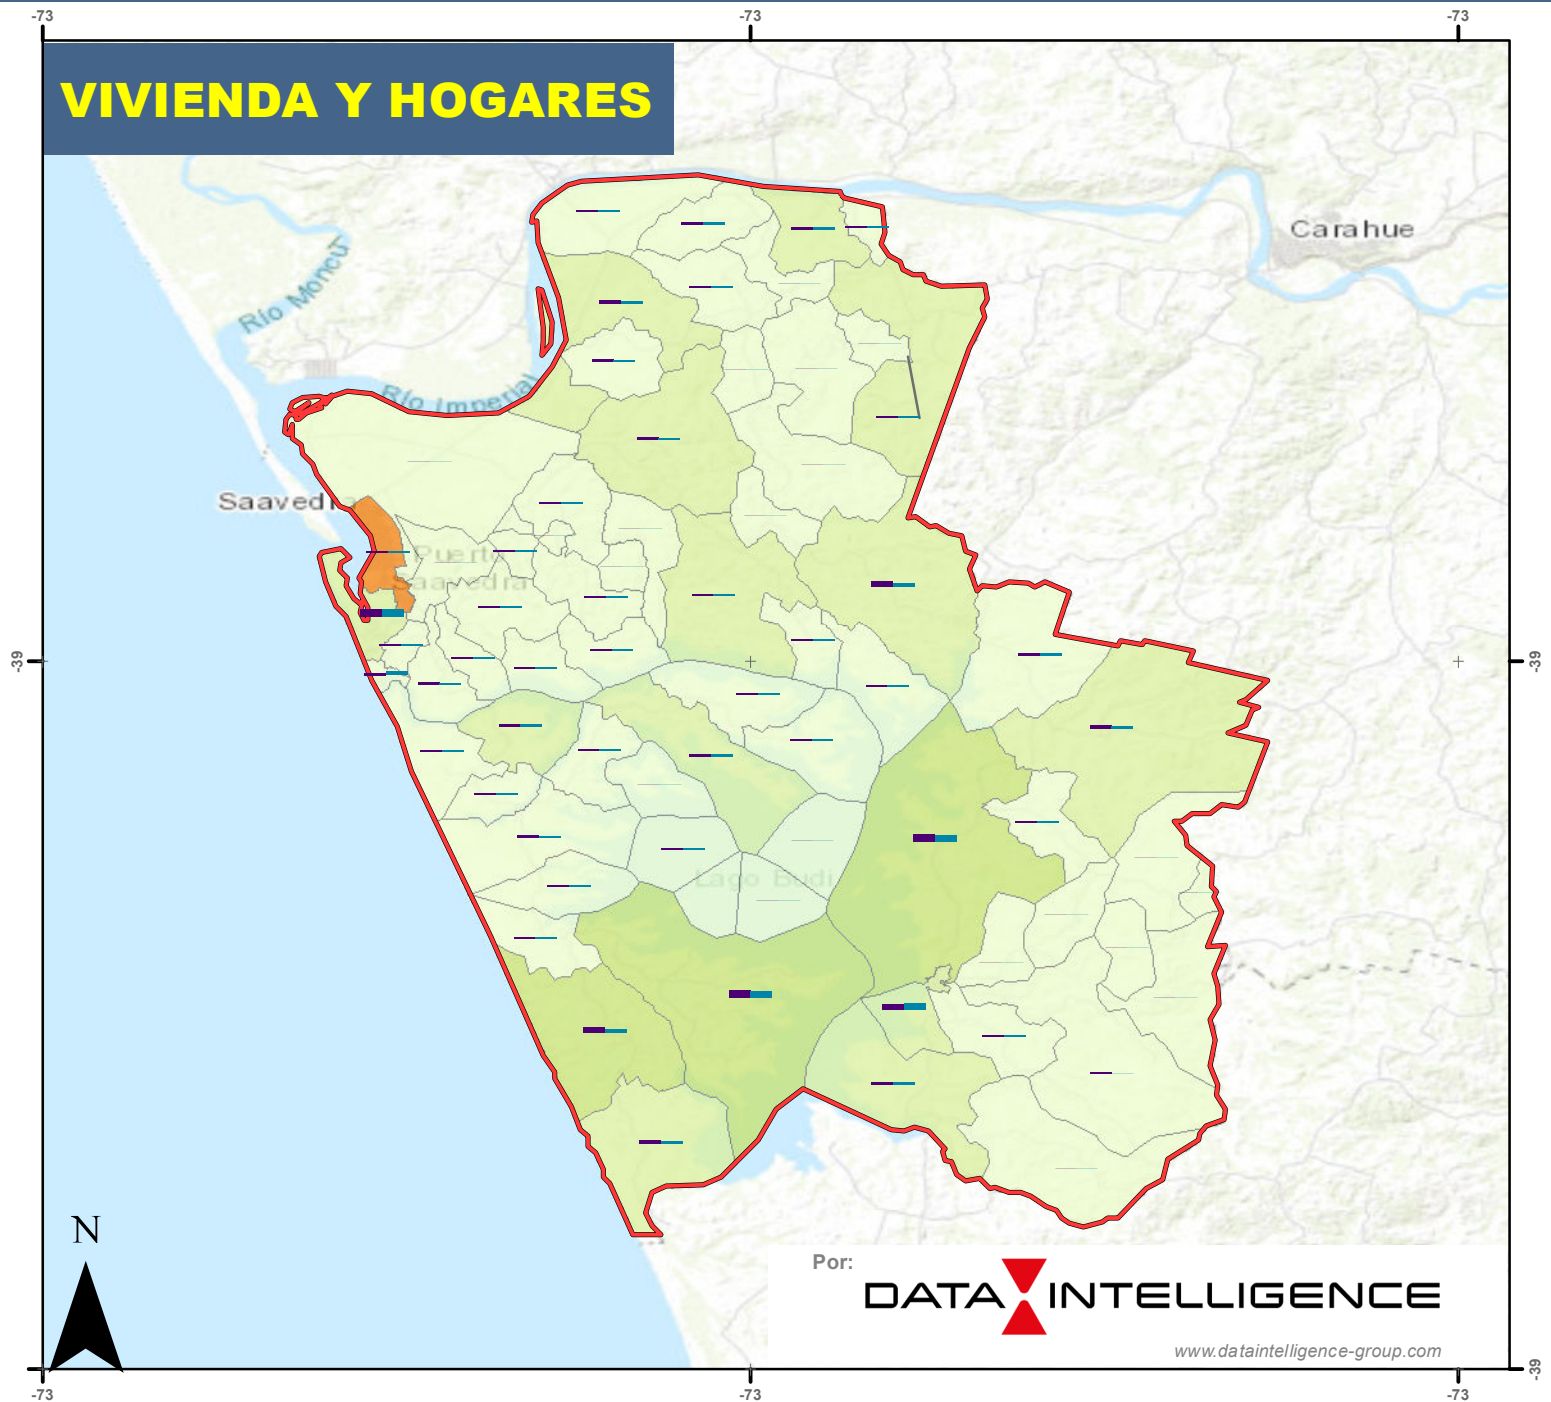 -73
-73
-73
VIVIENDA Y HOGARES
Carahue
Río Moncul
Río Imperial
Saavedra
Puerto
Saavedra
-39
-39
Lago Budi
N
Por:
DATA INTELLIGENCE
www.dataintelligence-group.com
-39
-73
-73
-73